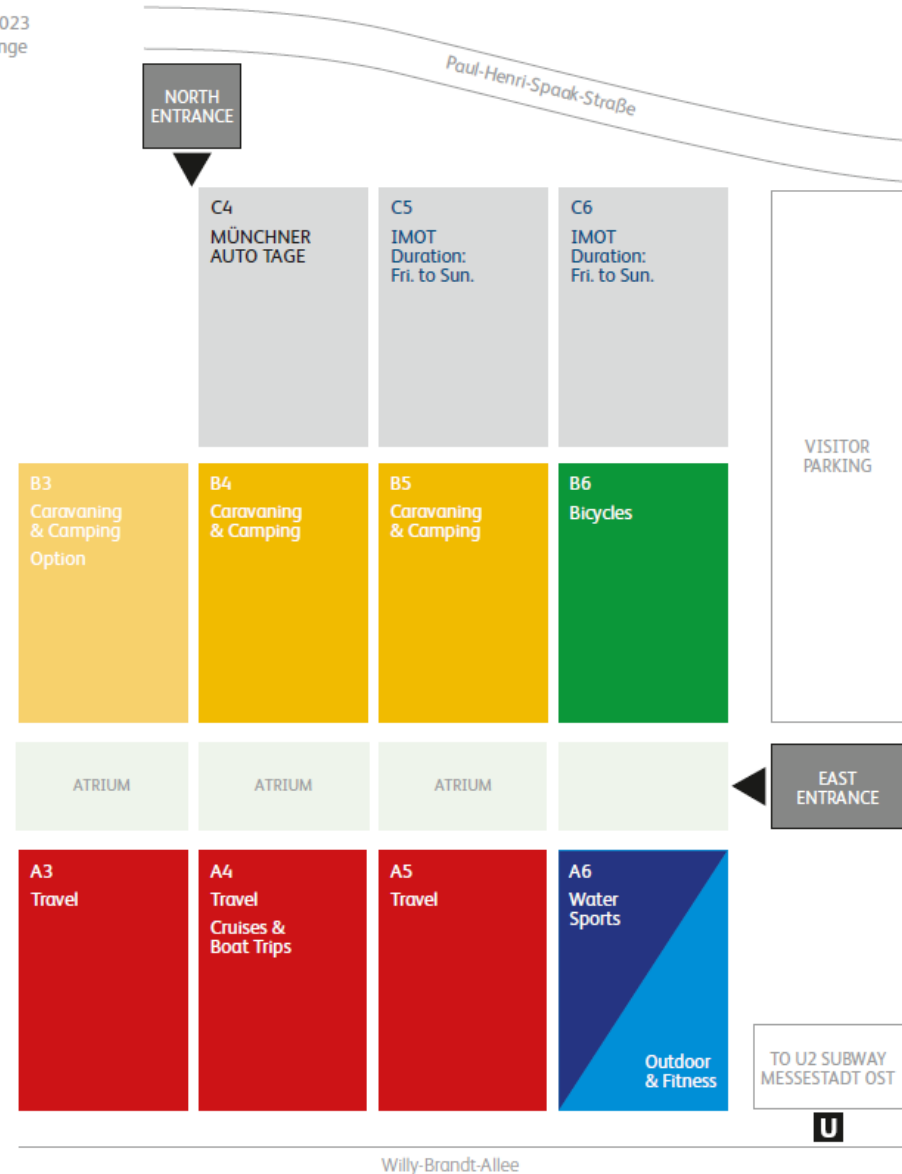 023
nge
Paul-Henri-Spaak-Straße
NORTH
ENTRANCE
C4
MÜNCHNER
AUTO TAGE
C5
IMOT
Duration:
Fri. to Sun.
C6
IMOT
Duration:
Fri. to Sun.
VISITOR
PARKING
B3
Caravaning
& Camping
Option
B4
Caravaning
& Camping
B5
Caravaning
& Camping
B6
Bicycles
ATRIUM
ATRIUM
ATRIUM
EAST
ENTRANCE
A3
Travel
A4
Travel
Cruises &
Boat Trips
A5
Travel
A6
Water
Sports
Outdoor
& Fitness
TO U2 SUBWAY
MESSESTADT OST
U
Willy-Brandt-Allee